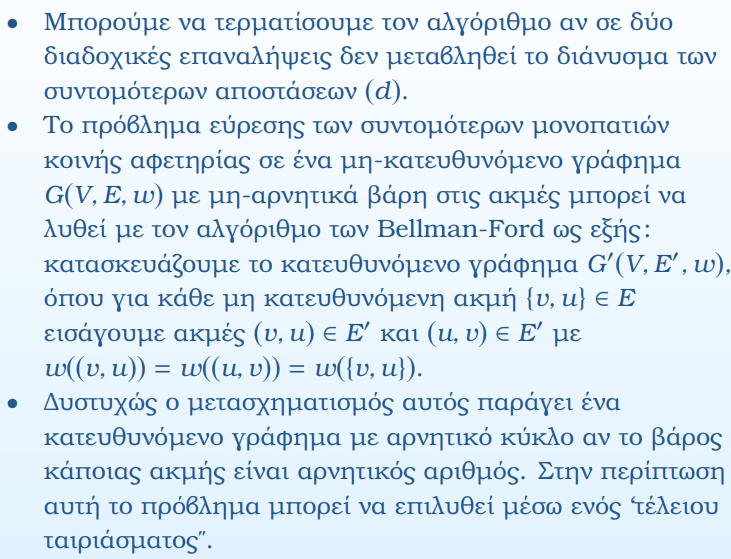 • Μπορούμε να τερματίσουμε τον αλγόριθμο αν σε δύο
διαδοχικές επαναλήψεις δεν μεταβληθεί το διάνυσμα των
συντομότερων αποστάσεων (d).
• Το πρόβλημα εύρεσης των συντομότερων μονοπατιών
κοινής αφετηρίας σε ένα μη-κατευθυνόμενο γράφημα
G(V, E, w) με μη-αρνητικά βάρη στις ακμές μπορεί να
λυθεί με τον αλγόριθμο των Bellman-Ford ως εξής:
κατασκευάζουμε το κατευθυνόμενο γράφημα G′(V, E′, w),
όπου για κάθε μη κατευθυνόμενη ακμή {υ, u} ∈ E
εισάγουμε ακμές (υ, u) ∈ E′ και (u, υ) ∈ E′ με
w((υ, u)) = w((u, υ)) = w({υ, u}).
• Δυστυχώς ο μετασχηματισμός αυτός παράγει ένα
κατευθυνόμενο γράφημα με αρνητικό κύκλο αν το βάρος
κάποιας ακμής είναι αρνητικός αριθμός. Στην περίπτωση
αυτή το πρόβλημα μπορεί να επιλυθεί μέσω ενός ‘τέλειου
ταιριάσματος”.